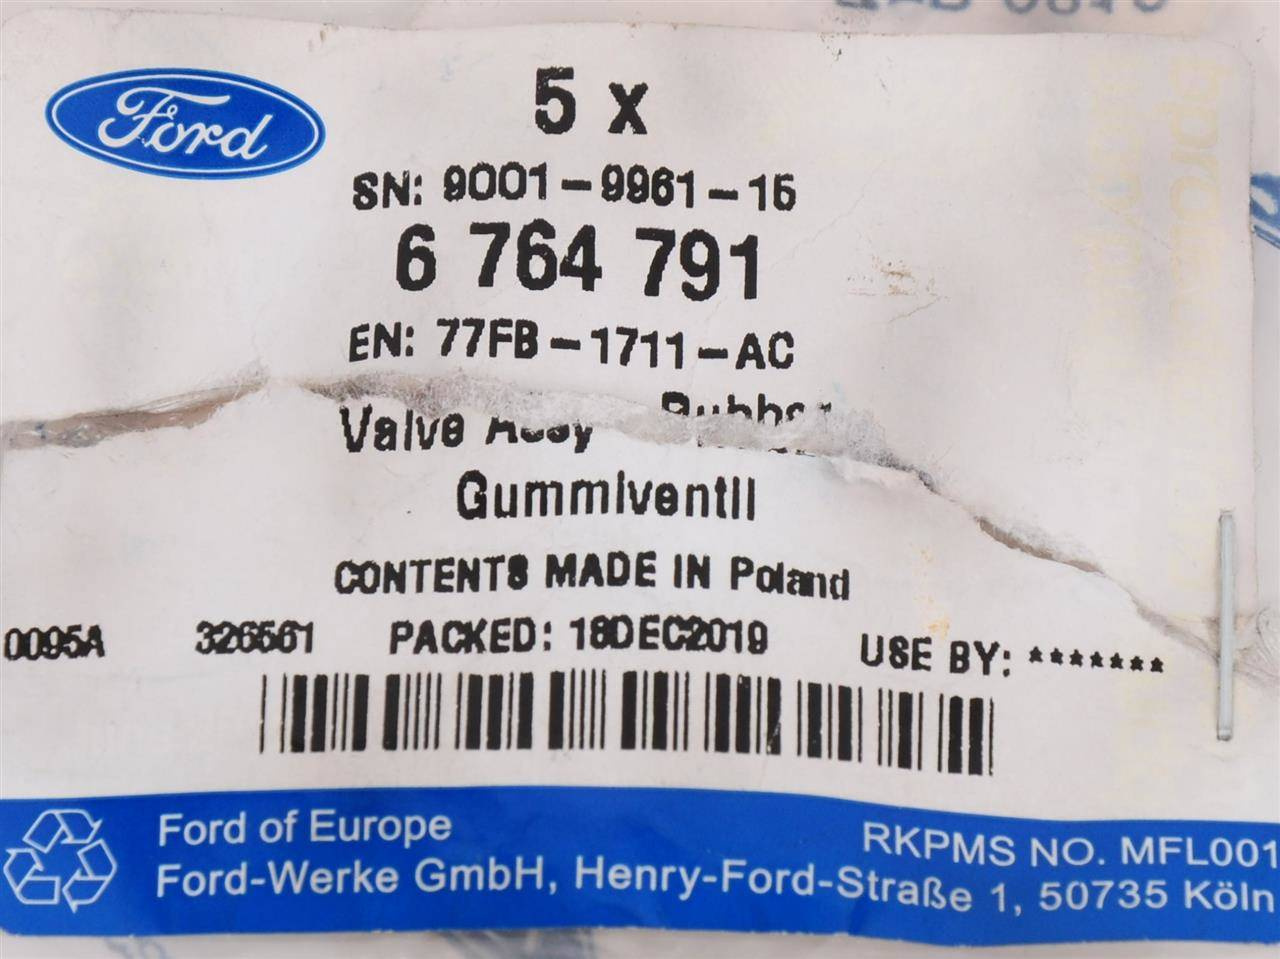 Ford
5 x
SN: 9001-9961-15
6 764 791
EN: 77FB-1711-AC
Valve Assy Rubber
Gummiventil
CONTENTS MADE IN Poland
0095A 326561 PACKED: 18DEC2019 USE BY: *******
Ford of Europe
RKPMS NO. MFL001
Ford-Werke GmbH, Henry-Ford-Straße 1, 50735 Köln